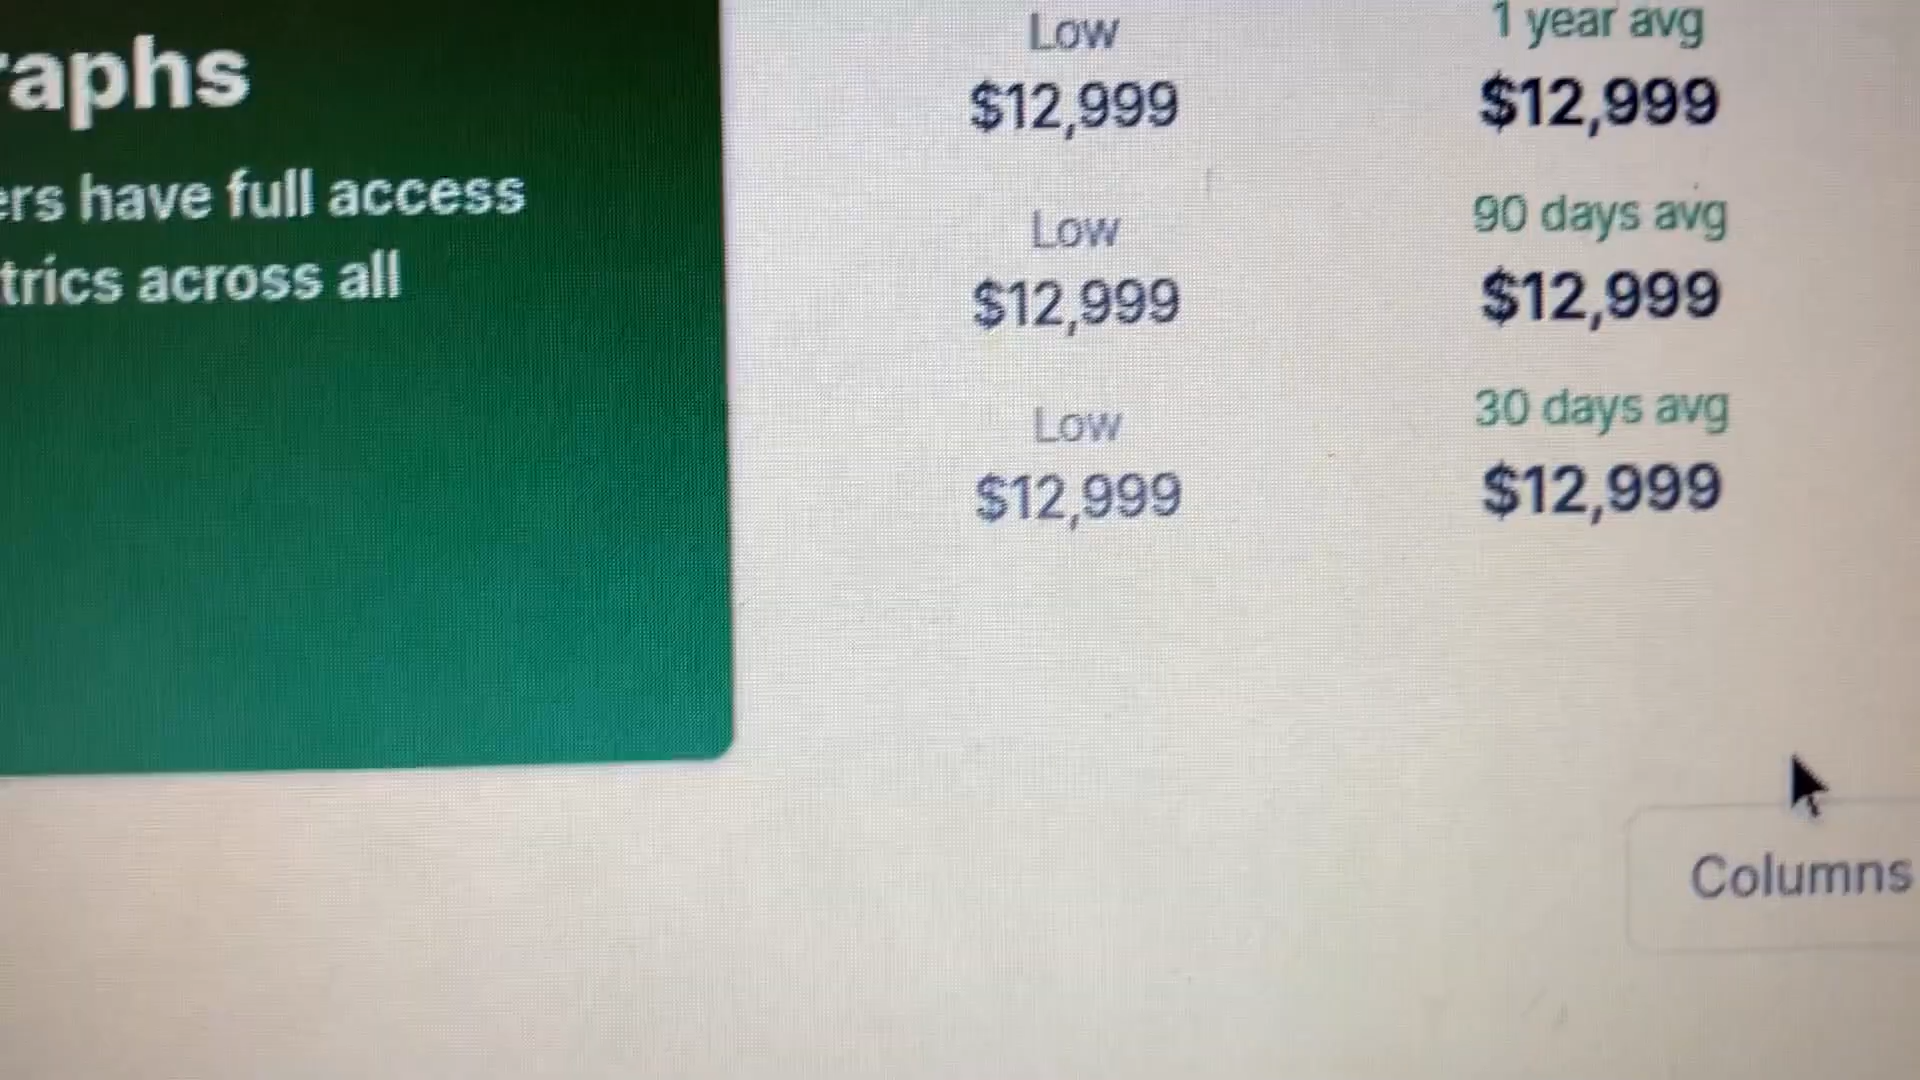 raphs
ers have full access
trics across all
Low
1 year avg
$12,999
$12,999
Low
90 days avg
$12,999
$12,999
Low
30 days avg
$12,999
$12,999
Columns